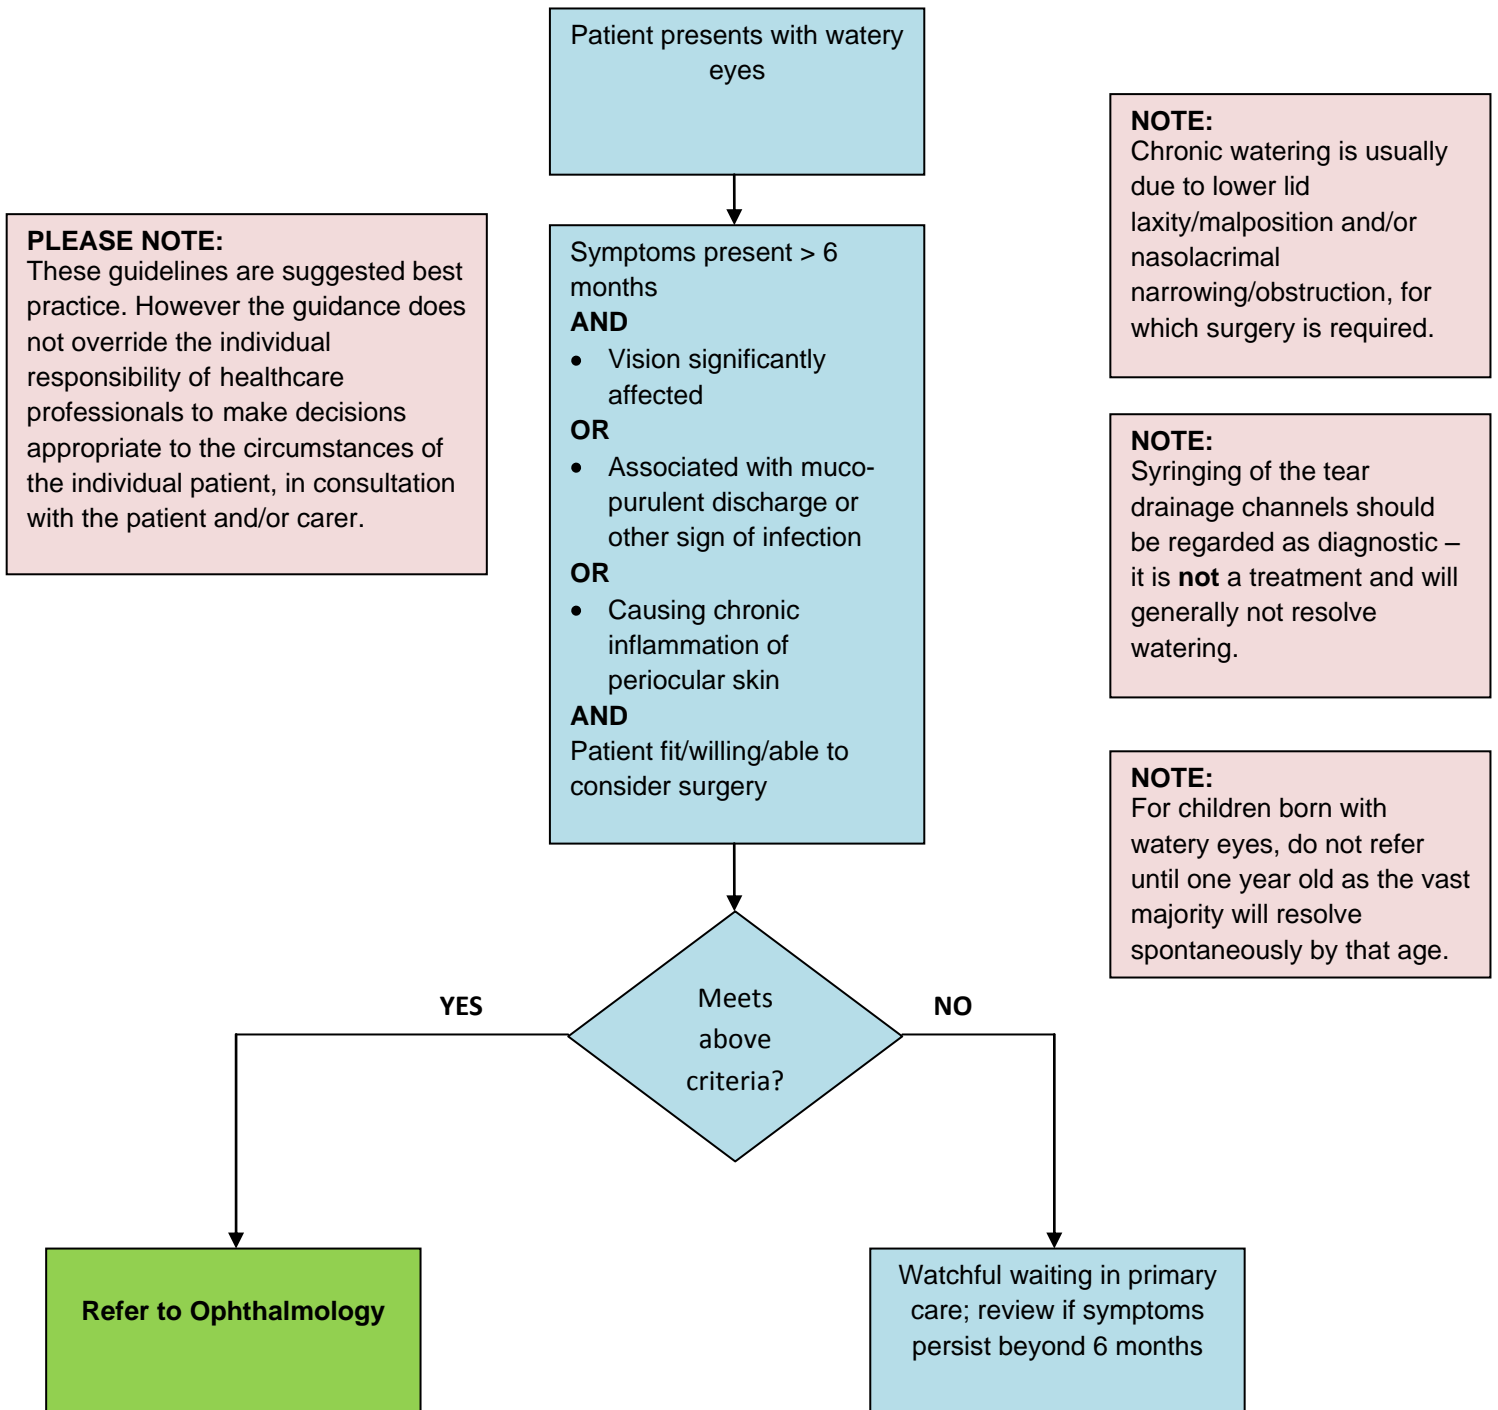 Patient presents with watery
eyes
PLEASE NOTE:
These guidelines are suggested best
practice. However the guidance does
not override the individual
responsibility of healthcare
professionals to make decisions
appropriate to the circumstances of
the individual patient, in consultation
with the patient and/or carer.
Symptoms present > 6
months
AND
• Vision significantly
affected
OR
• Associated with muco-
purulent discharge or
other sign of infection
OR
• Causing chronic
inflammation of
periocular skin
AND
Patient fit/willing/able to
consider surgery
NOTE:
Chronic watering is usually
due to lower lid
laxity/malposition and/or
nasolacrimal
narrowing/obstruction, for
which surgery is required.
NOTE:
Syringing of the tear
drainage channels should
be regarded as diagnostic –
it is not a treatment and will
generally not resolve
watering.
NOTE:
For children born with
watery eyes, do not refer
until one year old as the vast
majority will resolve
spontaneously by that age.
YES
Meets
above
criteria?
NO
Refer to Ophthalmology
Watchful waiting in primary
care; review if symptoms
persist beyond 6 months